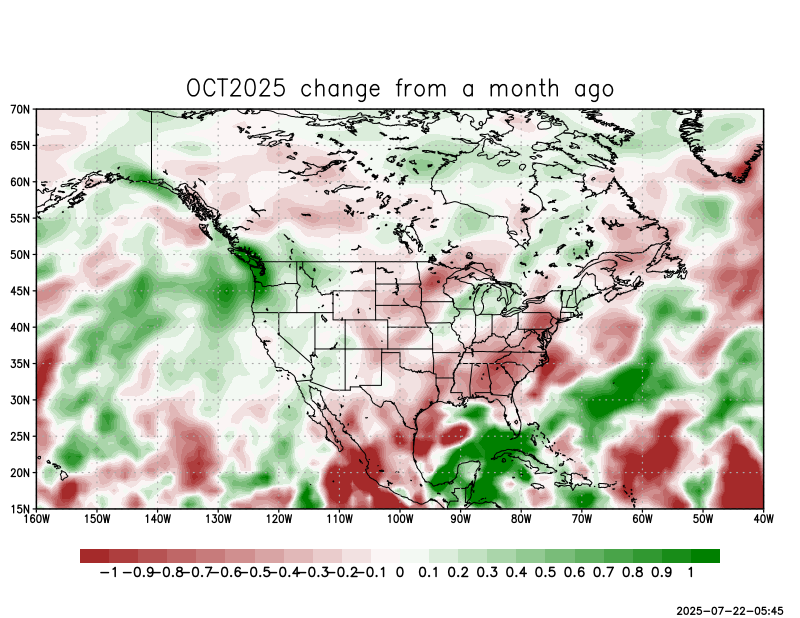 OCT2025 change from a month ago
70N
65N
60N
55N
50N
45N
40N
35N
30N
25N
20N
15N
160W 150W 140W 130W 120W 110W 100W 90W 80W 70W 60W 50W 40W
-1 -0.9 -0.8 -0.7 -0.6 -0.5 -0.4 -0.3 -0.2 -0.1 0 0.1 0.2 0.3 0.4 0.5 0.6 0.7 0.8 0.9 1
2025-07-22-05:45